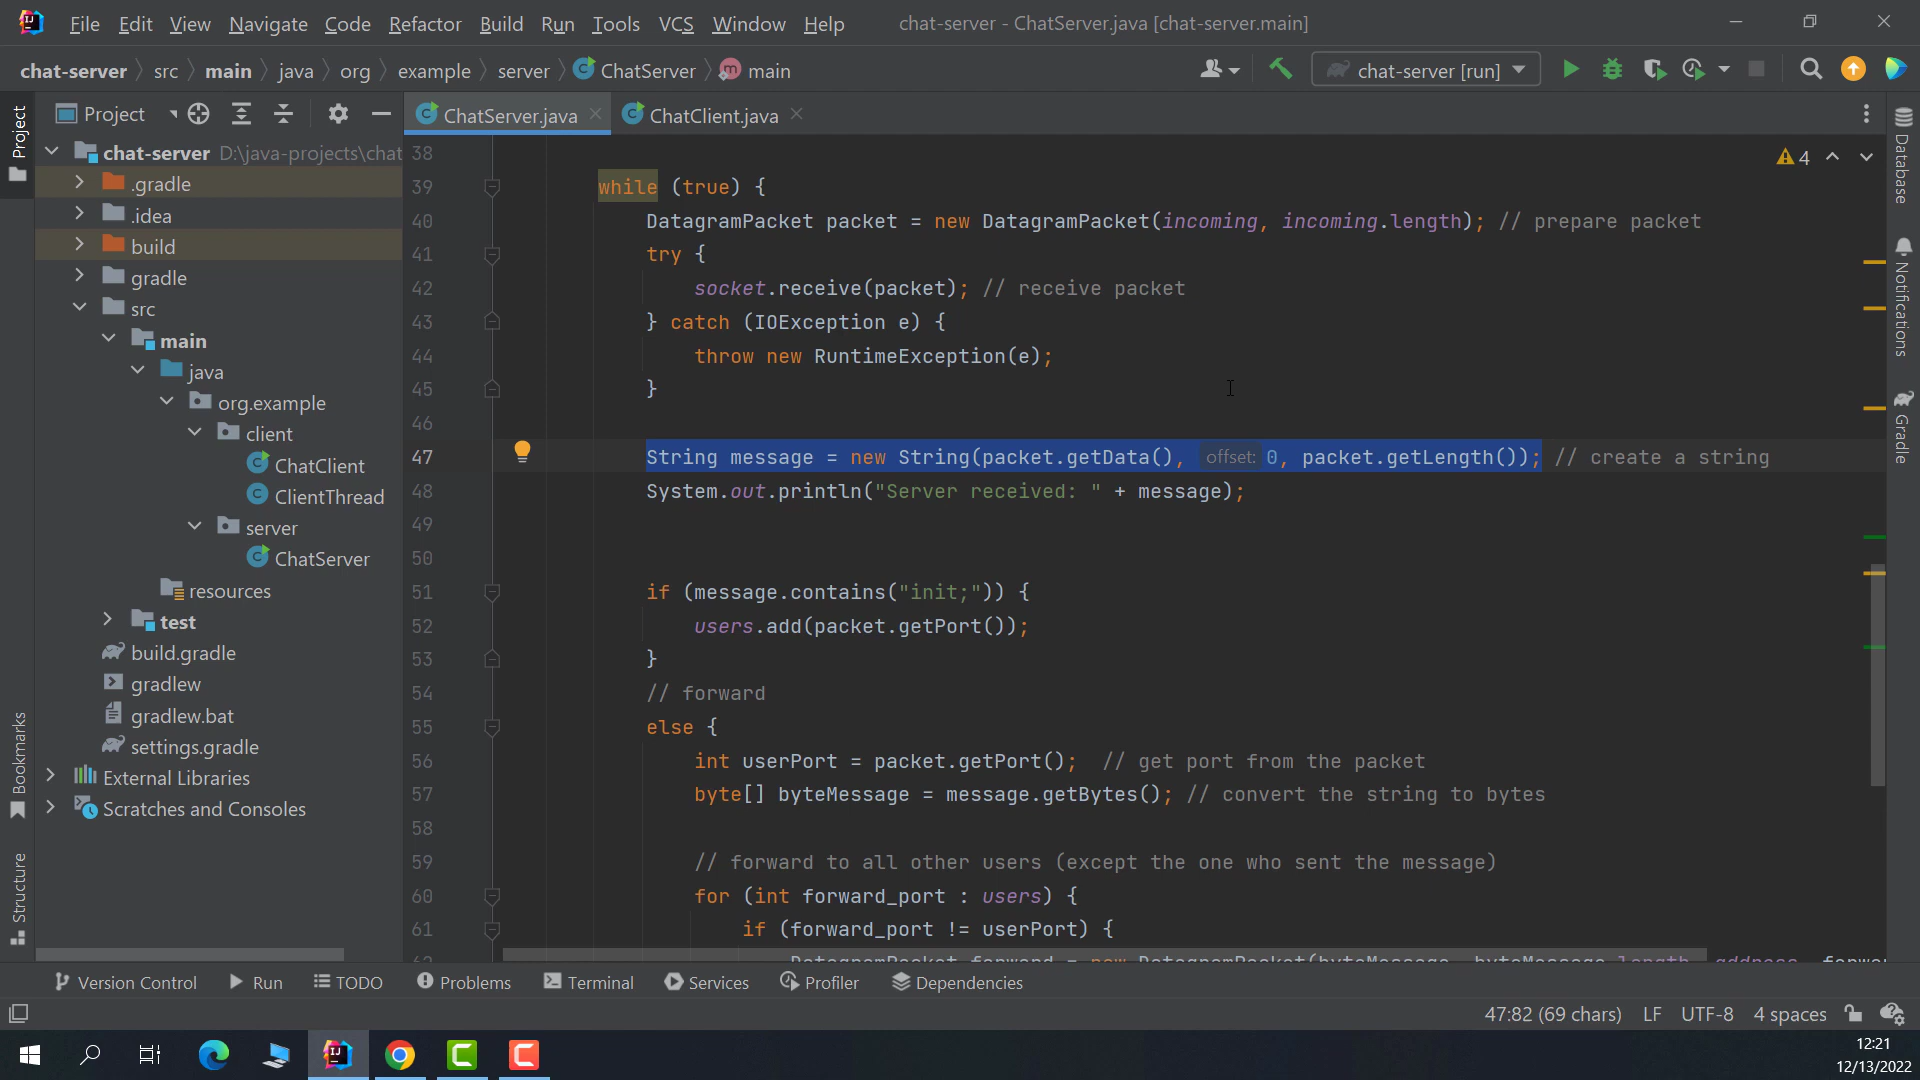 File Edit View Navigate Code Refactor Build Run Tools VCS Window Help chat-server - ChatServer.java [chat-server.main]
chat-server src main java org example server ChatServer main chat-server [run]
Project ChatServer.java ChatClient.java
Project
Bookmarks
Structure
chat-server D:\java-projects\chat
.gradle
.idea
build
gradle
src
main
java
org.example
client
ChatClient
ClientThread
server
ChatServer
resources
test
build.gradle
gradlew
gradlew.bat
settings.gradle
External Libraries
Scratches and Consoles
4
38
39 while (true) {
40 DatagramPacket packet = new DatagramPacket(incoming, incoming.length); // prepare packet
41 try {
42 socket.receive(packet); // receive packet
43 } catch (IOException e) {
44 throw new RuntimeException(e);
45 }
46
47 String message = new String(packet.getData(), offset: 0, packet.getLength()); // create a string
48 System.out.println("Server received: " + message);
49
50
51 if (message.contains("init;")) {
52 users.add(packet.getPort());
53 }
54 // forward
55 else {
56 int userPort = packet.getPort(); // get port from the packet
57 byte[] byteMessage = message.getBytes(); // convert the string to bytes
58
59 // forward to all other users (except the one who sent the message)
60 for (int forward_port : users) {
61 if (forward_port != userPort) {
DatagramPacket forward = new DatagramPacket(byteMessage, byteMessage.length, address,
Database
Notifications
Gradle
Version Control Run TODO Problems Terminal Services Profiler Dependencies
47:82 (69 chars) LF UTF-8 4 spaces
12:21
12/13/2022